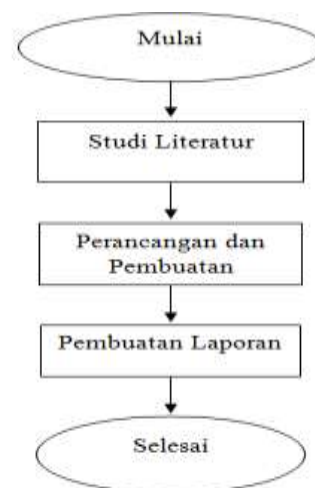 Mulai
Studi Literatur
Perancangan dan
Pembuatan
Pembuatan Laporan
Selesai